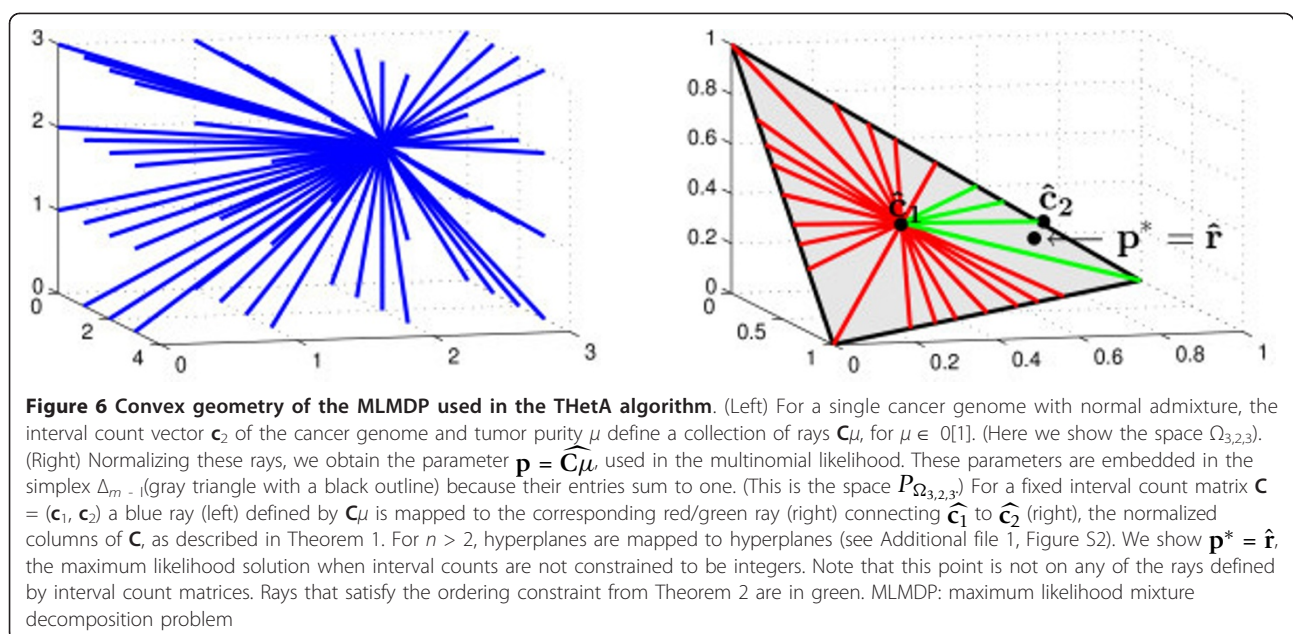 3
2
1
0
0
2
4
0
1
2
3
1
0.8
0.6
0.4
0.2
0
0
0.5
1
0
0.2
0.4
0.6
0.8
1
ĉ₁
ĉ₂
← p* = r̂
Figure 6 Convex geometry of the MLMDP used in the THetA algorithm. (Left) For a single cancer genome with normal admixture, the
interval count vector c₂ of the cancer genome and tumor purity μ define a collection of rays Cμ, for μ ∈ 0[1]. (Here we show the space Ω₃,₂,₃).
(Right) Normalizing these rays, we obtain the parameter p = Ĉμ, used in the multinomial likelihood. These parameters are embedded in the
simplex Δₘ ₋ ₗ(gray triangle with a black outline) because their entries sum to one. (This is the space P_Ω₃,₂,₃.) For a fixed interval count matrix C
= (c₁, c₂) a blue ray (left) defined by Cμ is mapped to the corresponding red/green ray (right) connecting ĉ₁ to ĉ₂ (right), the normalized
columns of C, as described in Theorem 1. For n > 2, hyperplanes are mapped to hyperplanes (see Additional file 1, Figure S2). We show p* = r̂,
the maximum likelihood solution when interval counts are not constrained to be integers. Note that this point is not on any of the rays defined
by interval count matrices. Rays that satisfy the ordering constraint from Theorem 2 are in green. MLMDP: maximum likelihood mixture
decomposition problem